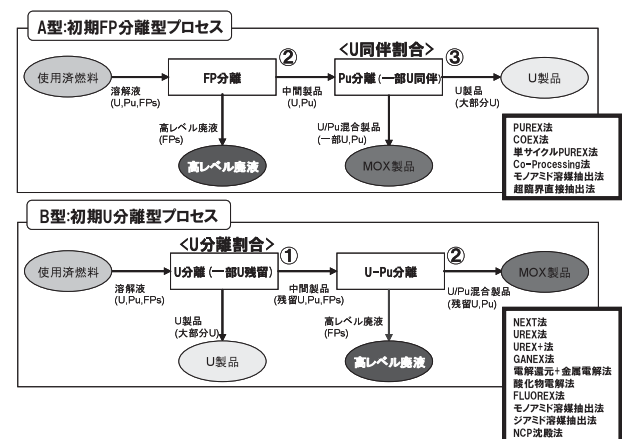 A型:初期FP分離型プロセス
<U同伴割合>
使用済燃料
溶解液
(U,Pu,FPs)
FP分離
②
中間製品
(U,Pu)
Pu分離(一部U同伴)
③
U製品
(大部分U)
U製品
高レベル廃液
(FPs)
高レベル廃液
U/Pu混合製品
(一部U,Pu)
MOX製品
PUREX法
COEX法
単サイクルPUREX法
Co-Processing法
モノアミド溶媒抽出法
超臨界直接抽出法
B型:初期U分離型プロセス
<U分離割合>
使用済燃料
溶解液
(U,Pu,FPs)
U分離(一部U残留)
①
中間製品
(残留U,Pu,FPs)
U-Pu分離
②
U/Pu混合製品
(残留U,Pu)
MOX製品
U製品
(大部分U)
U製品
高レベル廃液
(FPs)
高レベル廃液
NEXT法
UREX法
UREX+法
GANEX法
電解還元+金属電解法
酸化物電解法
FLUOREX法
モノアミド溶媒抽出法
ジアミド溶媒抽出法
NCP沈殿法